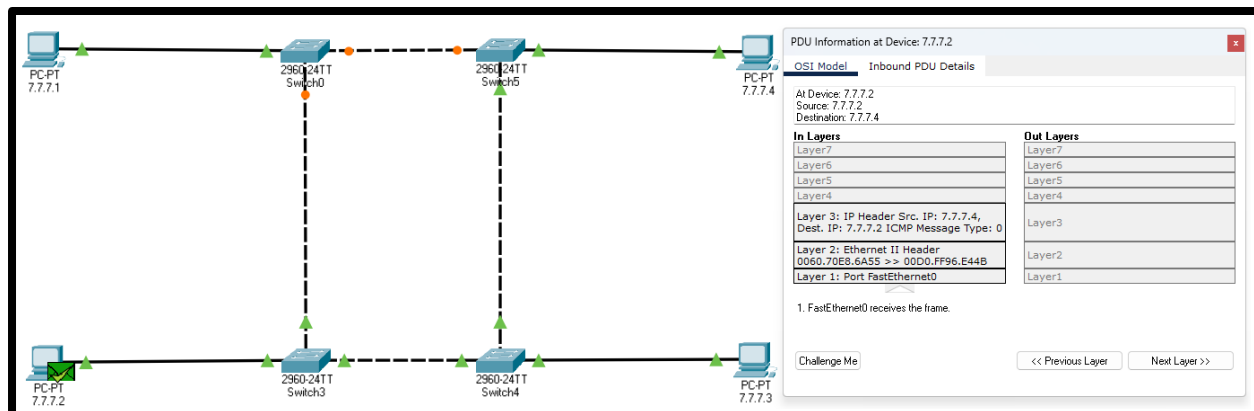 PC-PT
7.7.7.1
2960-24TT
Switch0
2960-24TT
Switch5
PC-PT
7.7.7.4
PC-PT
7.7.7.2
2960-24TT
Switch3
2960-24TT
Switch4
PC-PT
7.7.7.3
PDU Information at Device: 7.7.7.2
x
OSI Model Inbound PDU Details
At Device: 7.7.7.2
Source: 7.7.7.2
Destination: 7.7.7.4
In Layers
Layer7
Layer6
Layer5
Layer4
Layer 3: IP Header Src. IP: 7.7.7.4,
Dest. IP: 7.7.7.2 ICMP Message Type: 0
Layer 2: Ethernet II Header
0060.70E8.6A55 >> 00D0.FF96.E44B
Layer 1: Port FastEthernet0
Out Layers
Layer7
Layer6
Layer5
Layer4
Layer3
Layer2
Layer1
1. FastEthernet0 receives the frame.
Challenge Me
<< Previous Layer
Next Layer >>